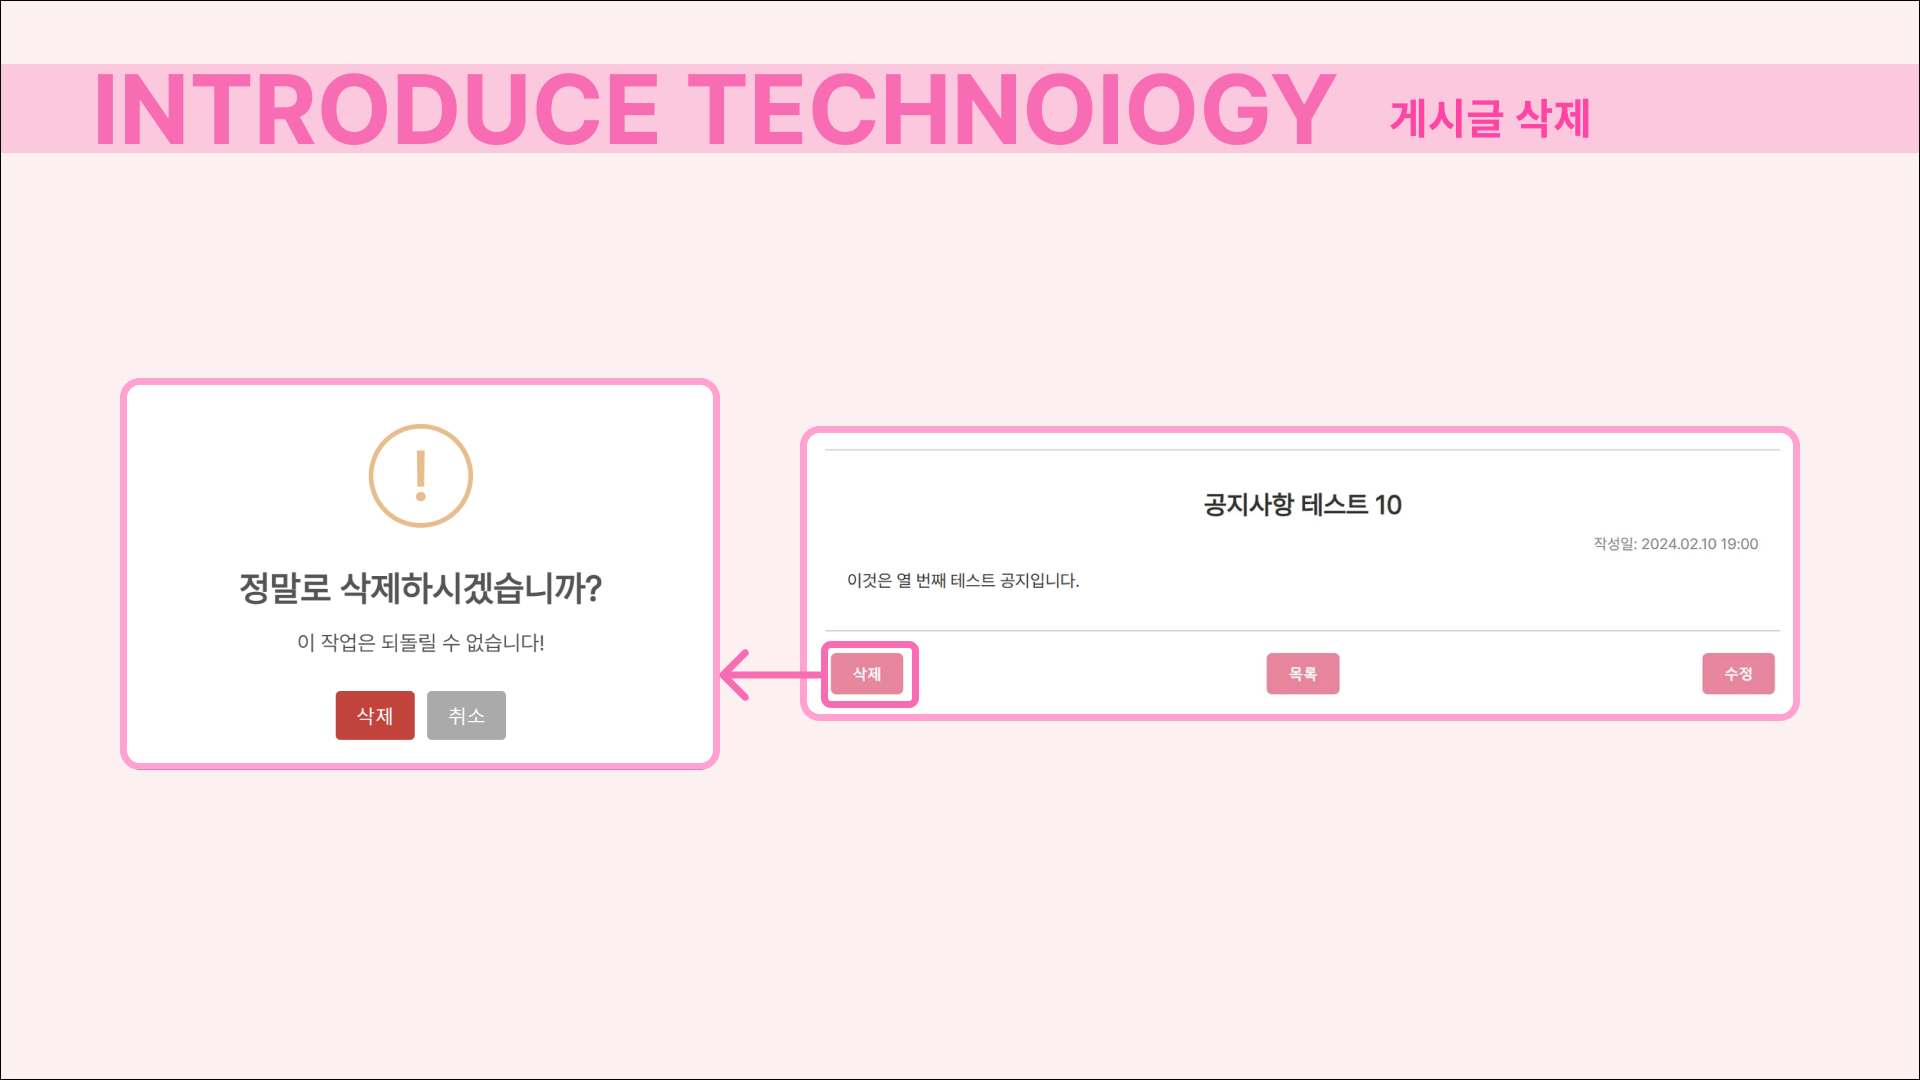 INTRODUCE TECHNOIOGY 게시글 삭제
!
정말로 삭제하시겠습니까?
이 작업은 되돌릴 수 없습니다!
삭제 취소
공지사항 테스트 10
작성일: 2024.02.10 19:00
이것은 열 번째 테스트 공지입니다.
삭제 목록 수정